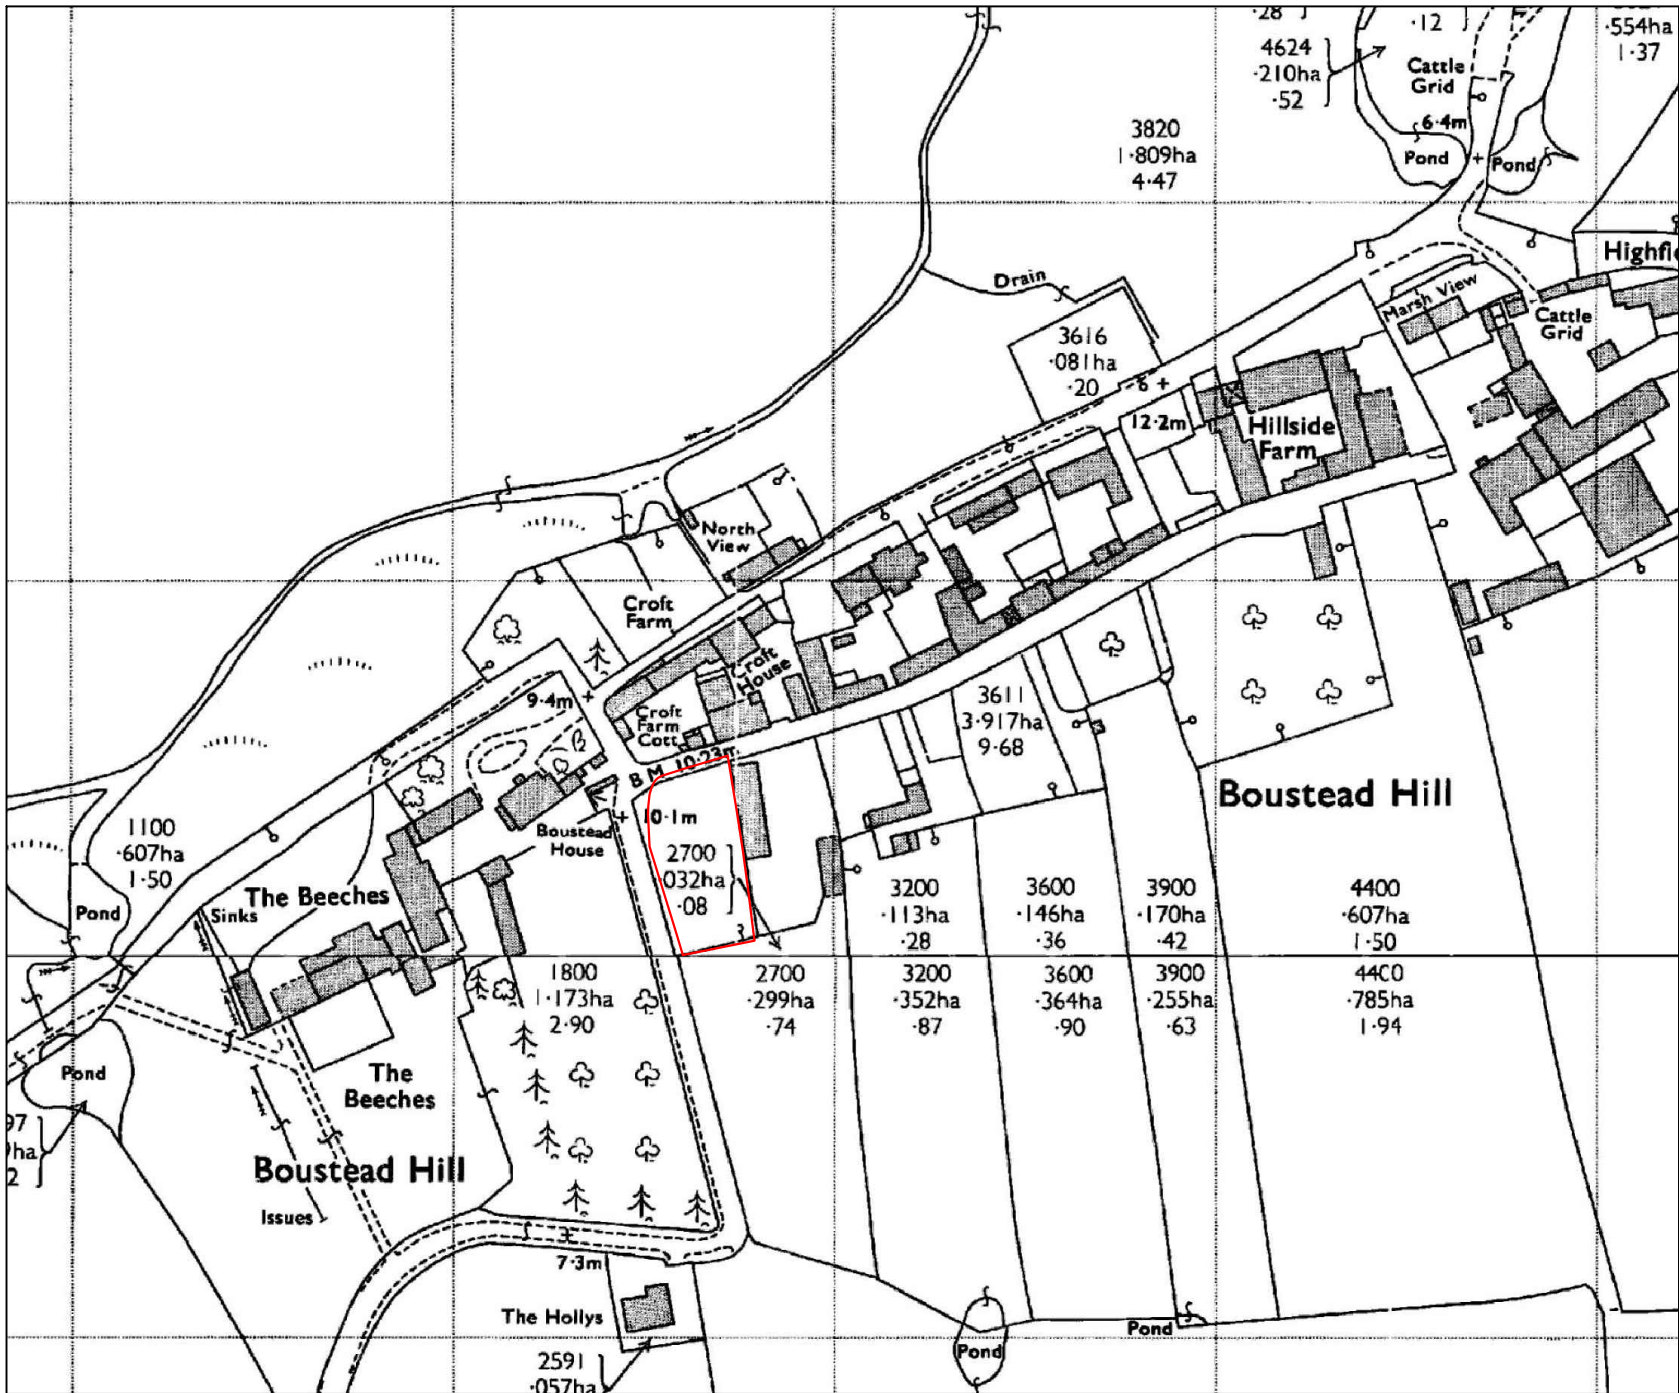 ·28
·12
·554ha
1·37
4624
·210ha
·52
Cattle
Grid
6·4m
Pond
Pond
3820
1·809ha
4·47
Drain
Marsh View
Cattle
Grid
3616
·081ha
·20
12·2m
Hillside
Farm
North
View
Croft
Farm
Croft
House
9·4m
Croft
Farm
Cott
3611
3·917ha
9·68
B M 10·23m
10·1m
Boustead Hill
1100
·607ha
1·50
Boustead
House
2700
·032ha
·08
The Beeches
Sinks
Pond
3200
·113ha
·28
3600
·146ha
·36
3900
·170ha
·42
4400
·607ha
1·50
1800
1·173ha
2·90
2700
·299ha
·74
3200
·352ha
·87
3600
·364ha
·90
3900
·255ha
·63
4400
·785ha
1·94
Pond
The
Beeches
97
ha
2
Boustead Hill
Issues
7·3m
The Hollys
2591
·057ha
Pond
Pond